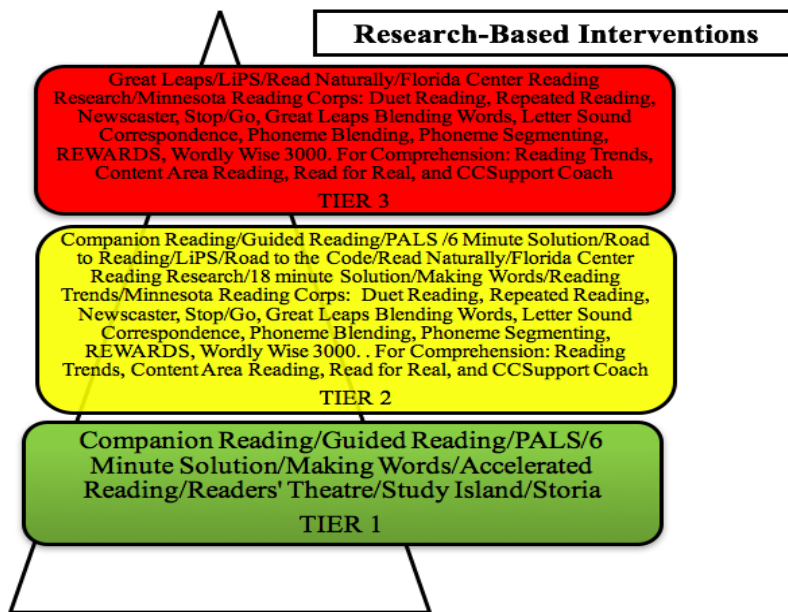 Research-Based Interventions
Great Leaps/LiPS/Read Naturally/Florida Center Reading
Research/Minnesota Reading Corps: Duet Reading, Repeated Reading,
Newscaster, Stop/Go, Great Leaps Blending Words, Letter Sound
Correspondence, Phoneme Blending, Phoneme Segmenting,
REWARDS, Wordly Wise 3000. For Comprehension: Reading Trends,
Content Area Reading, Read for Real, and CCSupport Coach
TIER 3
Companion Reading/Guided Reading/PALS /6 Minute Solution/Road
to Reading/LiPS/Road to the Code/Read Naturally/Florida Center
Reading Research/18 minute Solution/Making Words/Reading
Trends/Minnesota Reading Corps:  Duet Reading, Repeated Reading,
Newscaster, Stop/Go, Great Leaps Blending Words, Letter Sound
Correspondence, Phoneme Blending, Phoneme Segmenting,
REWARDS, Wordly Wise 3000. . For Comprehension: Reading
Trends, Content Area Reading, Read for Real, and CCSupport Coach
TIER 2
Companion Reading/Guided Reading/PALS/6
Minute Solution/Making Words/Accelerated
Reading/Readers' Theatre/Study Island/Storia
TIER 1